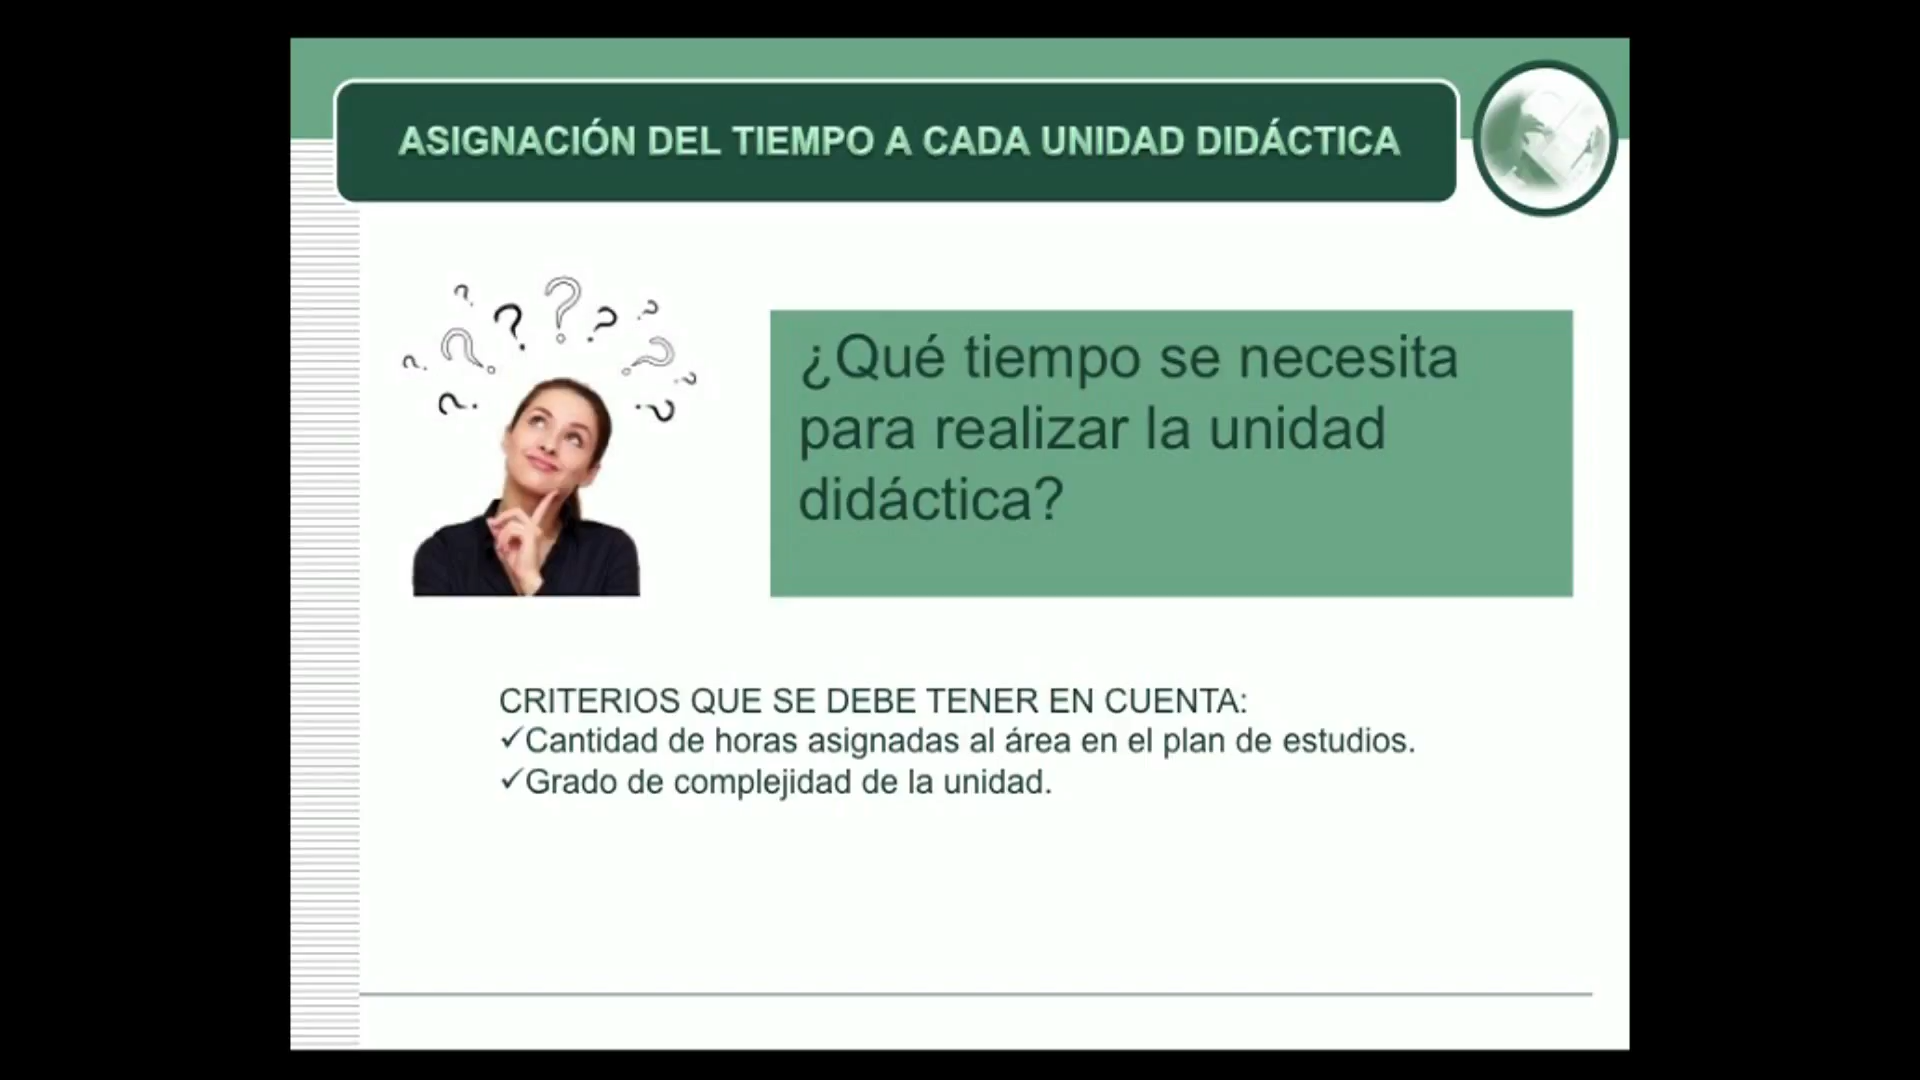 ASIGNACIÓN DEL TIEMPO A CADA UNIDAD DIDÁCTICA
¿Qué tiempo se necesita
para realizar la unidad
didáctica?
CRITERIOS QUE SE DEBE TENER EN CUENTA:
✓Cantidad de horas asignadas al área en el plan de estudios.
✓Grado de complejidad de la unidad.